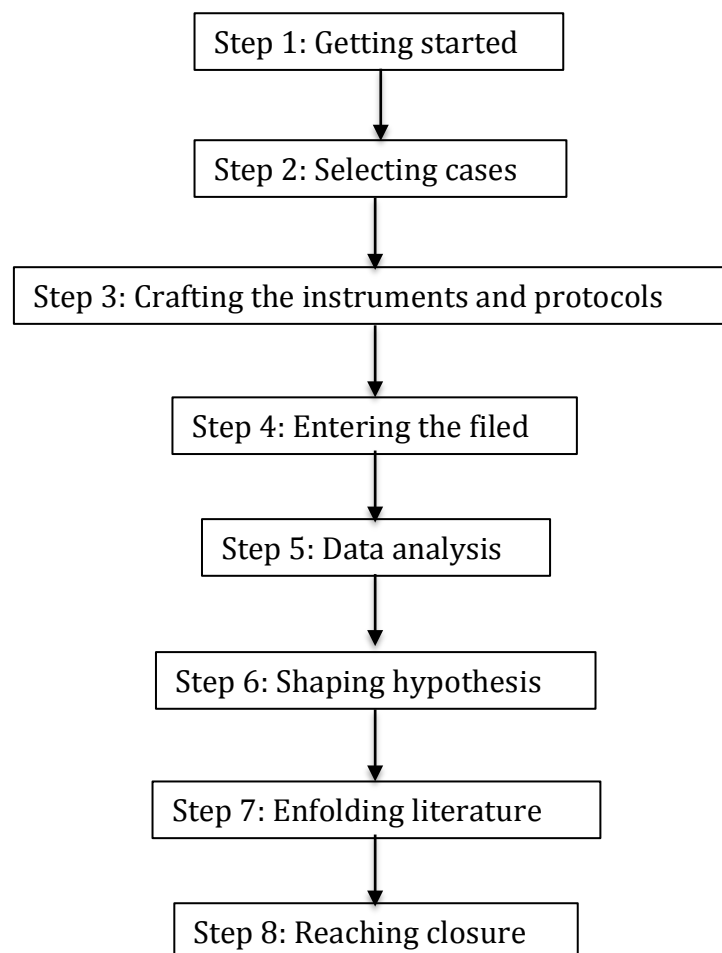 Step 1: Getting started
Step 2: Selecting cases
Step 3: Crafting the instruments and protocols
Step 4: Entering the filed
Step 5: Data analysis
Step 6: Shaping hypothesis
Step 7: Enfolding literature
Step 8: Reaching closure